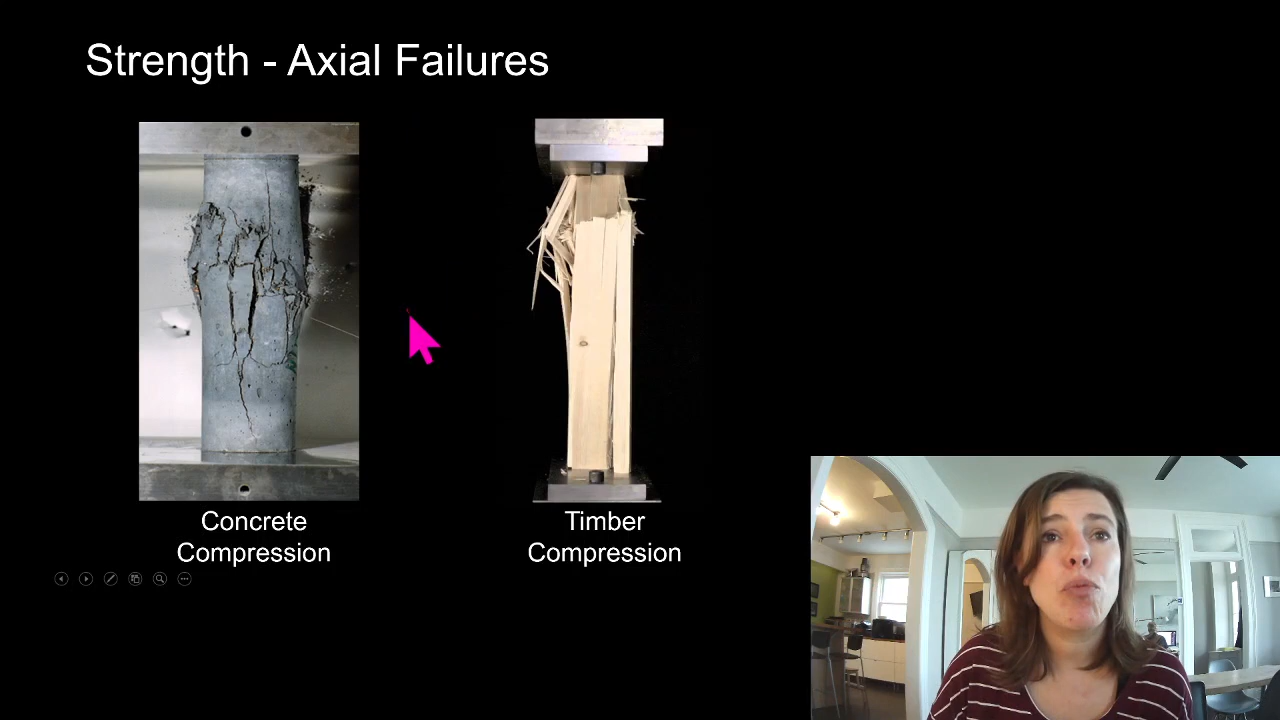 Strength - Axial Failures
Concrete
Compression
Timber
Compression